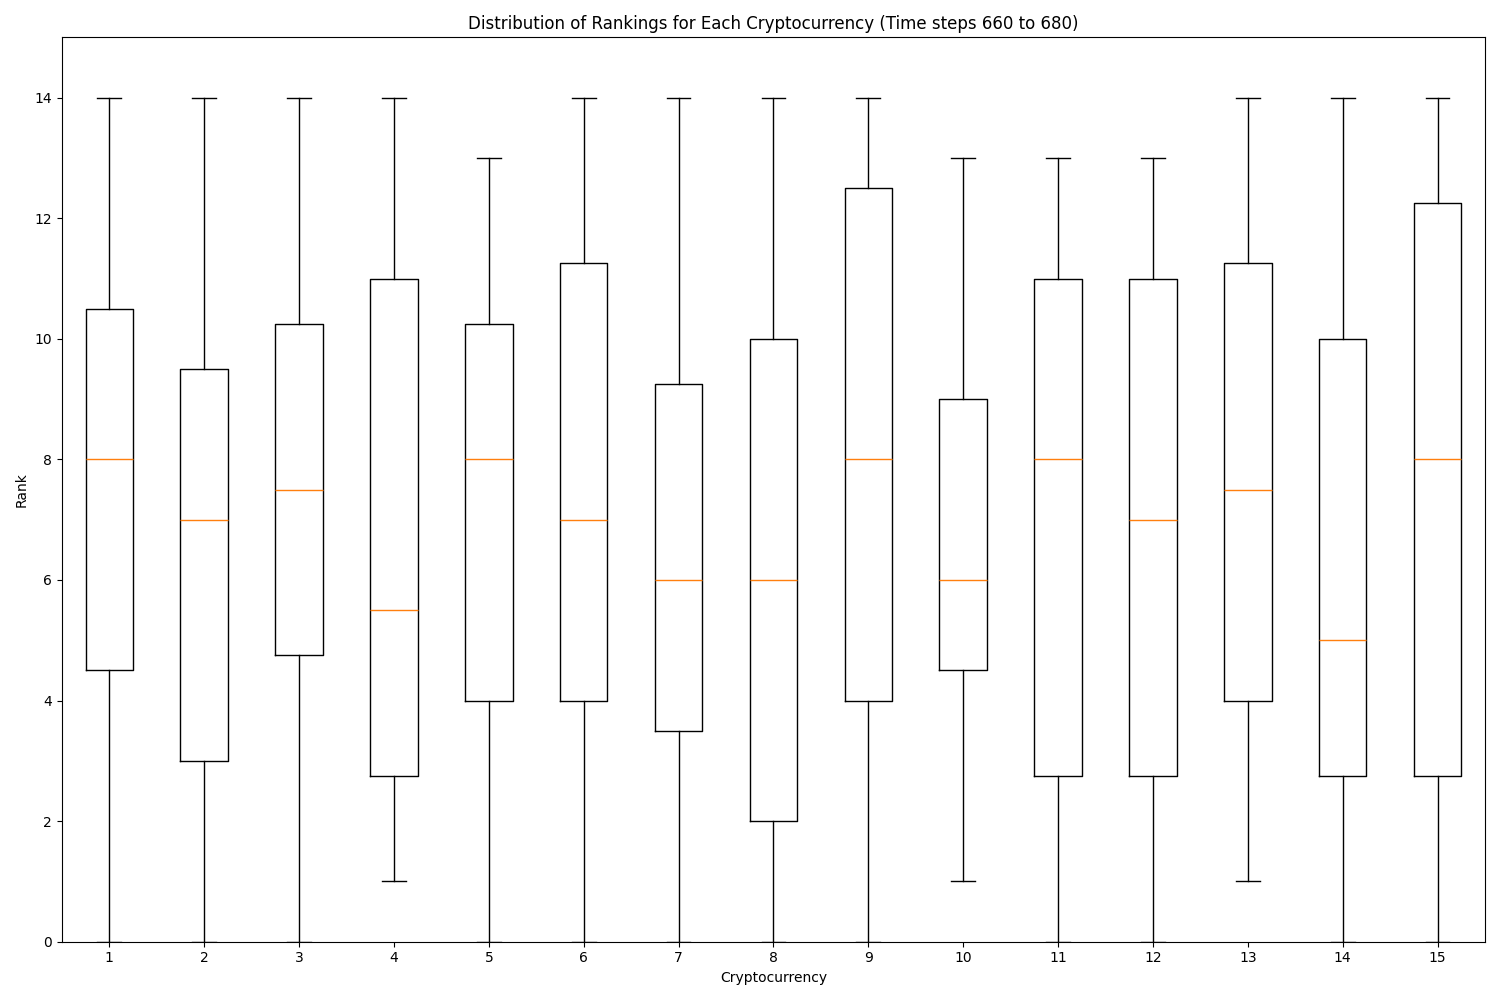 Distribution of Rankings for Each Cryptocurrency (Time steps 660 to 680)
Rank
14
12
10
8
6
4
2
0
1 2 3 4 5 6 7 8 9 10 11 12 13 14 15
Cryptocurrency